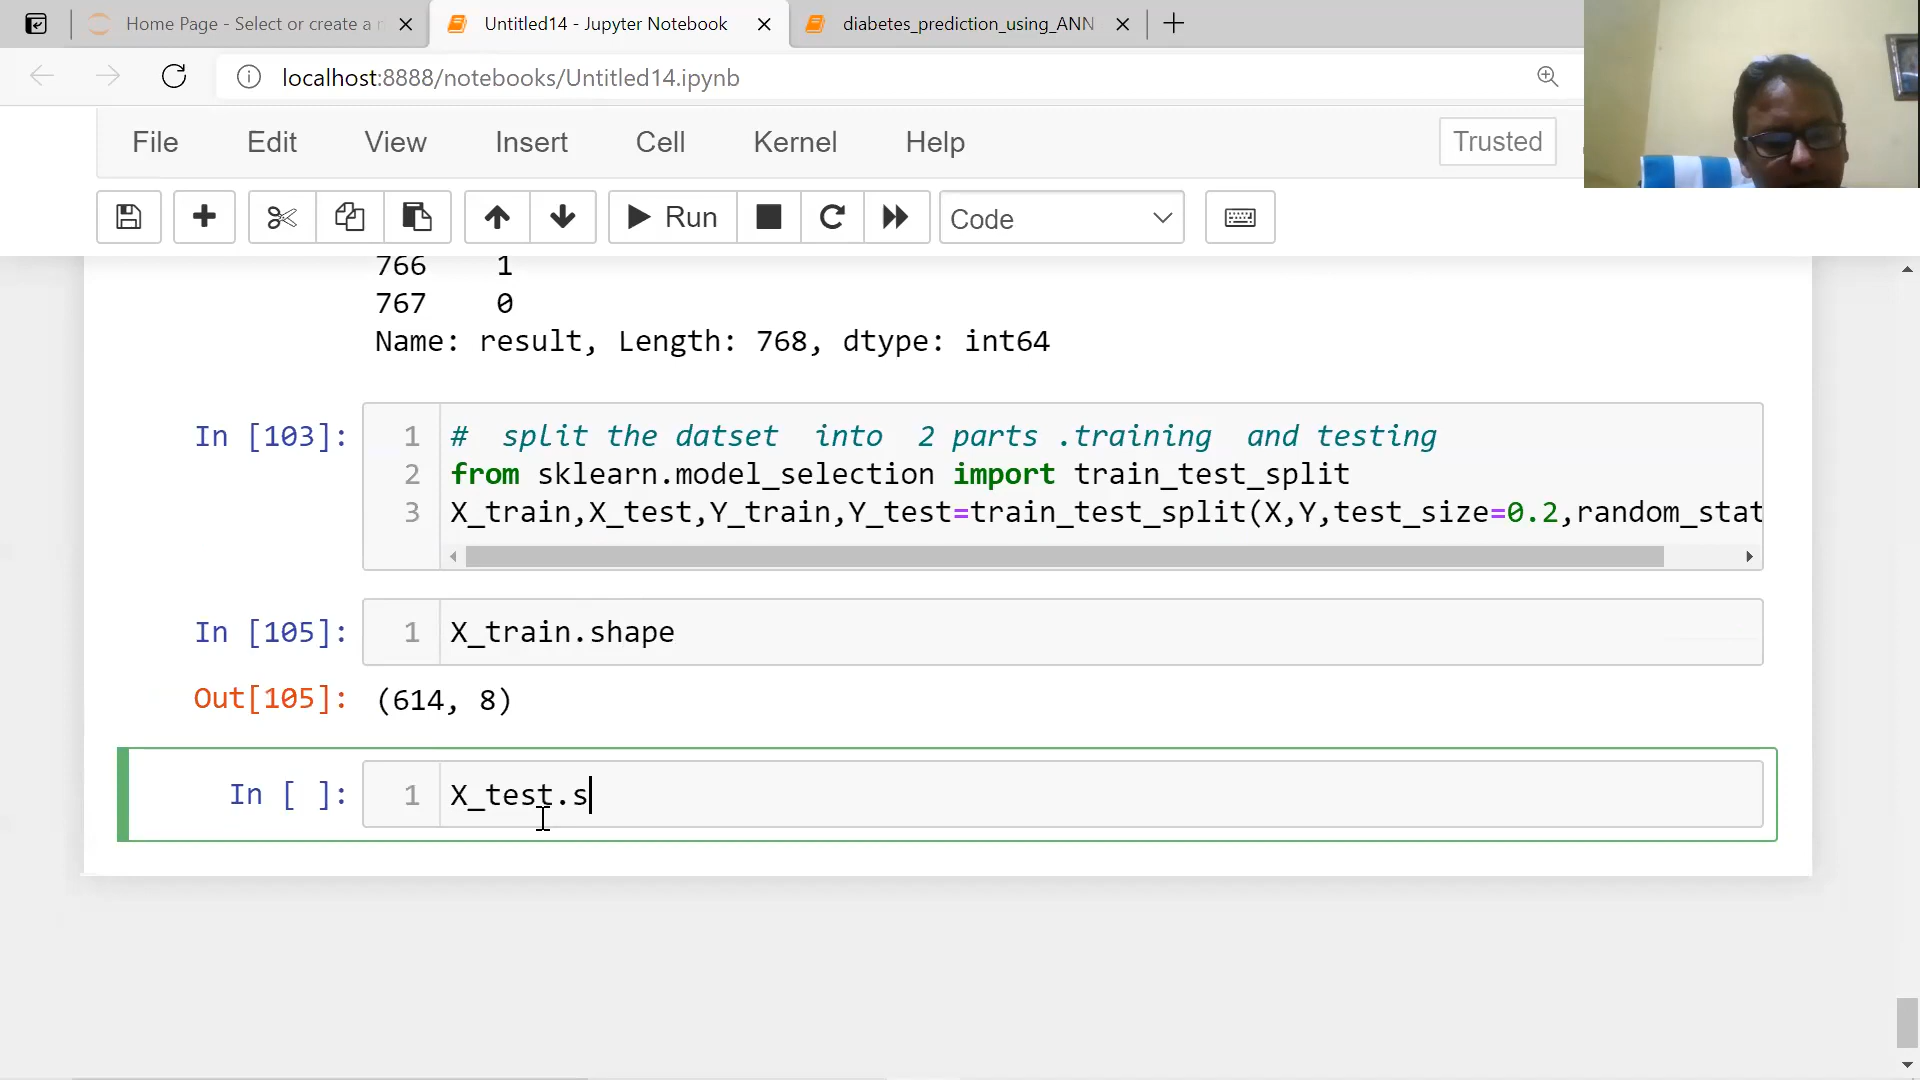 Home Page - Select or create a n
Untitled14 - Jupyter Notebook
diabetes_prediction_using_ANN
localhost:8888/notebooks/Untitled14.ipynb
File Edit View Insert Cell Kernel Help Trusted
Run Code
766 1
767 0
Name: result, Length: 768, dtype: int64
In [103]:
1 # split the datset into 2 parts .training and testing
2 from sklearn.model_selection import train_test_split
3 X_train,X_test,Y_train,Y_test=train_test_split(X,Y,test_size=0.2,random_stat
In [105]: 1 X_train.shape
Out[105]: (614, 8)
In [ ]: 1 X_test.s